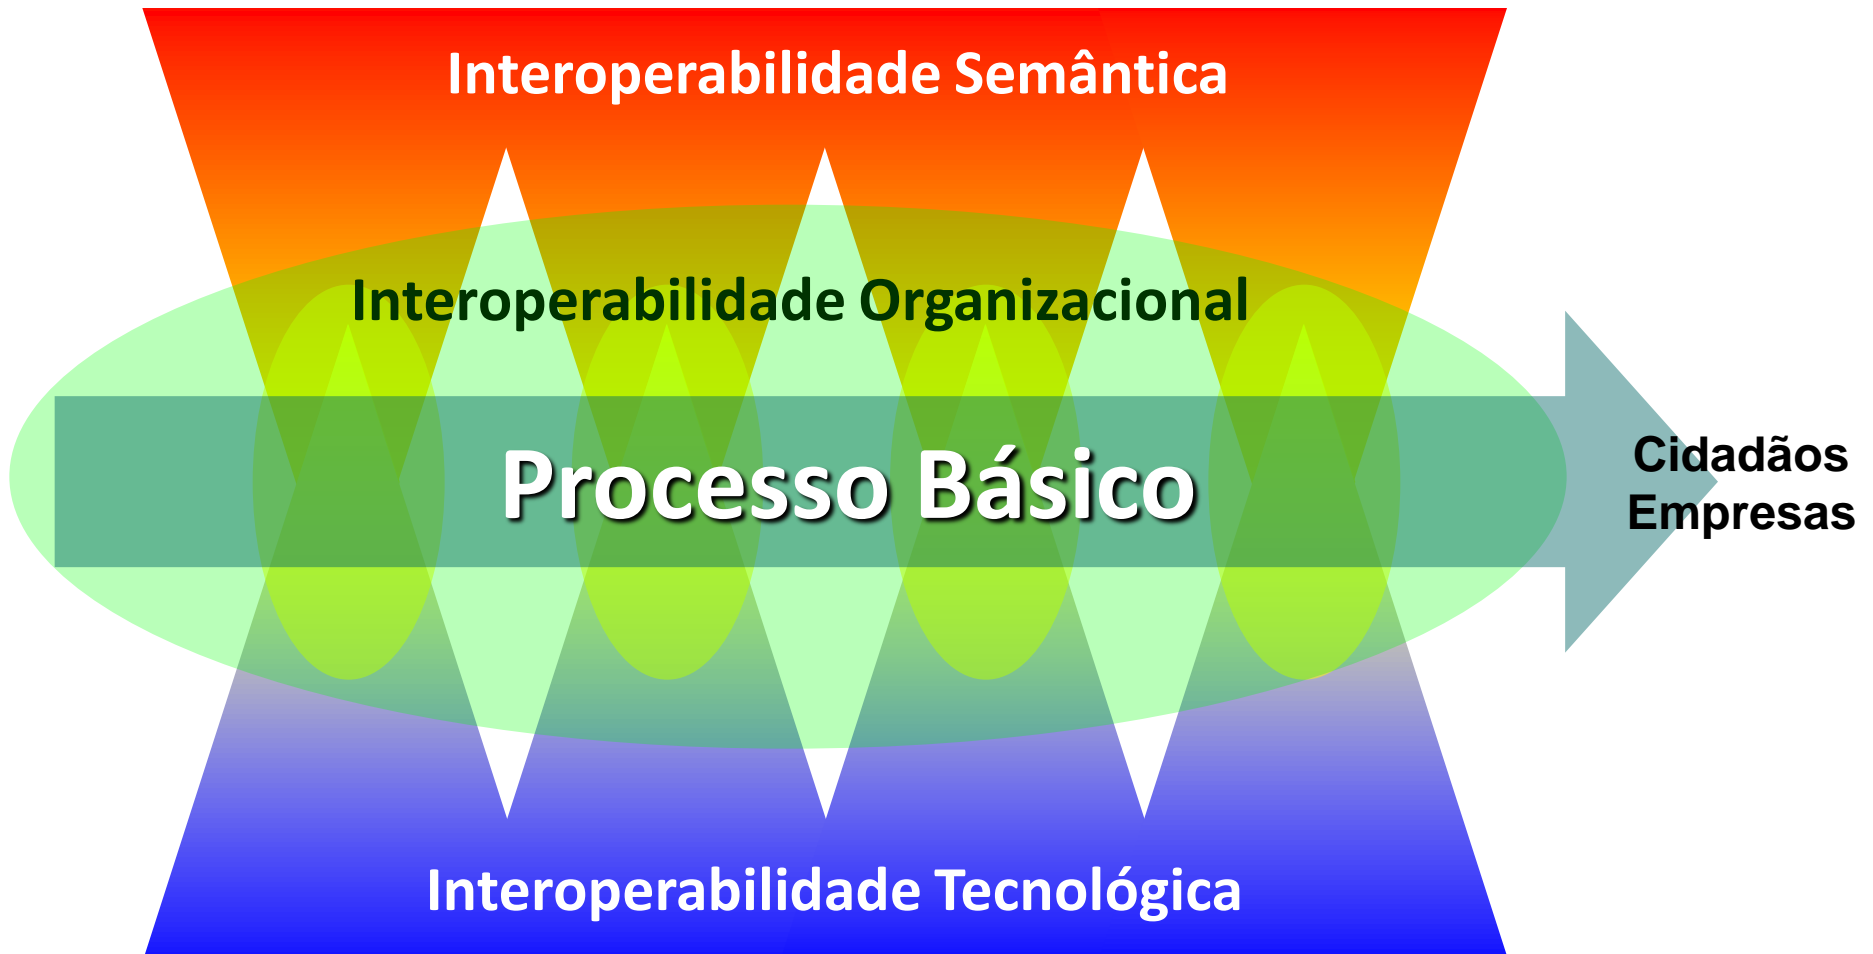 Interoperabilidade Semântica
Interoperabilidade Organizacional
Processo Básico
Cidadãos
Empresas
Interoperabilidade Tecnológica